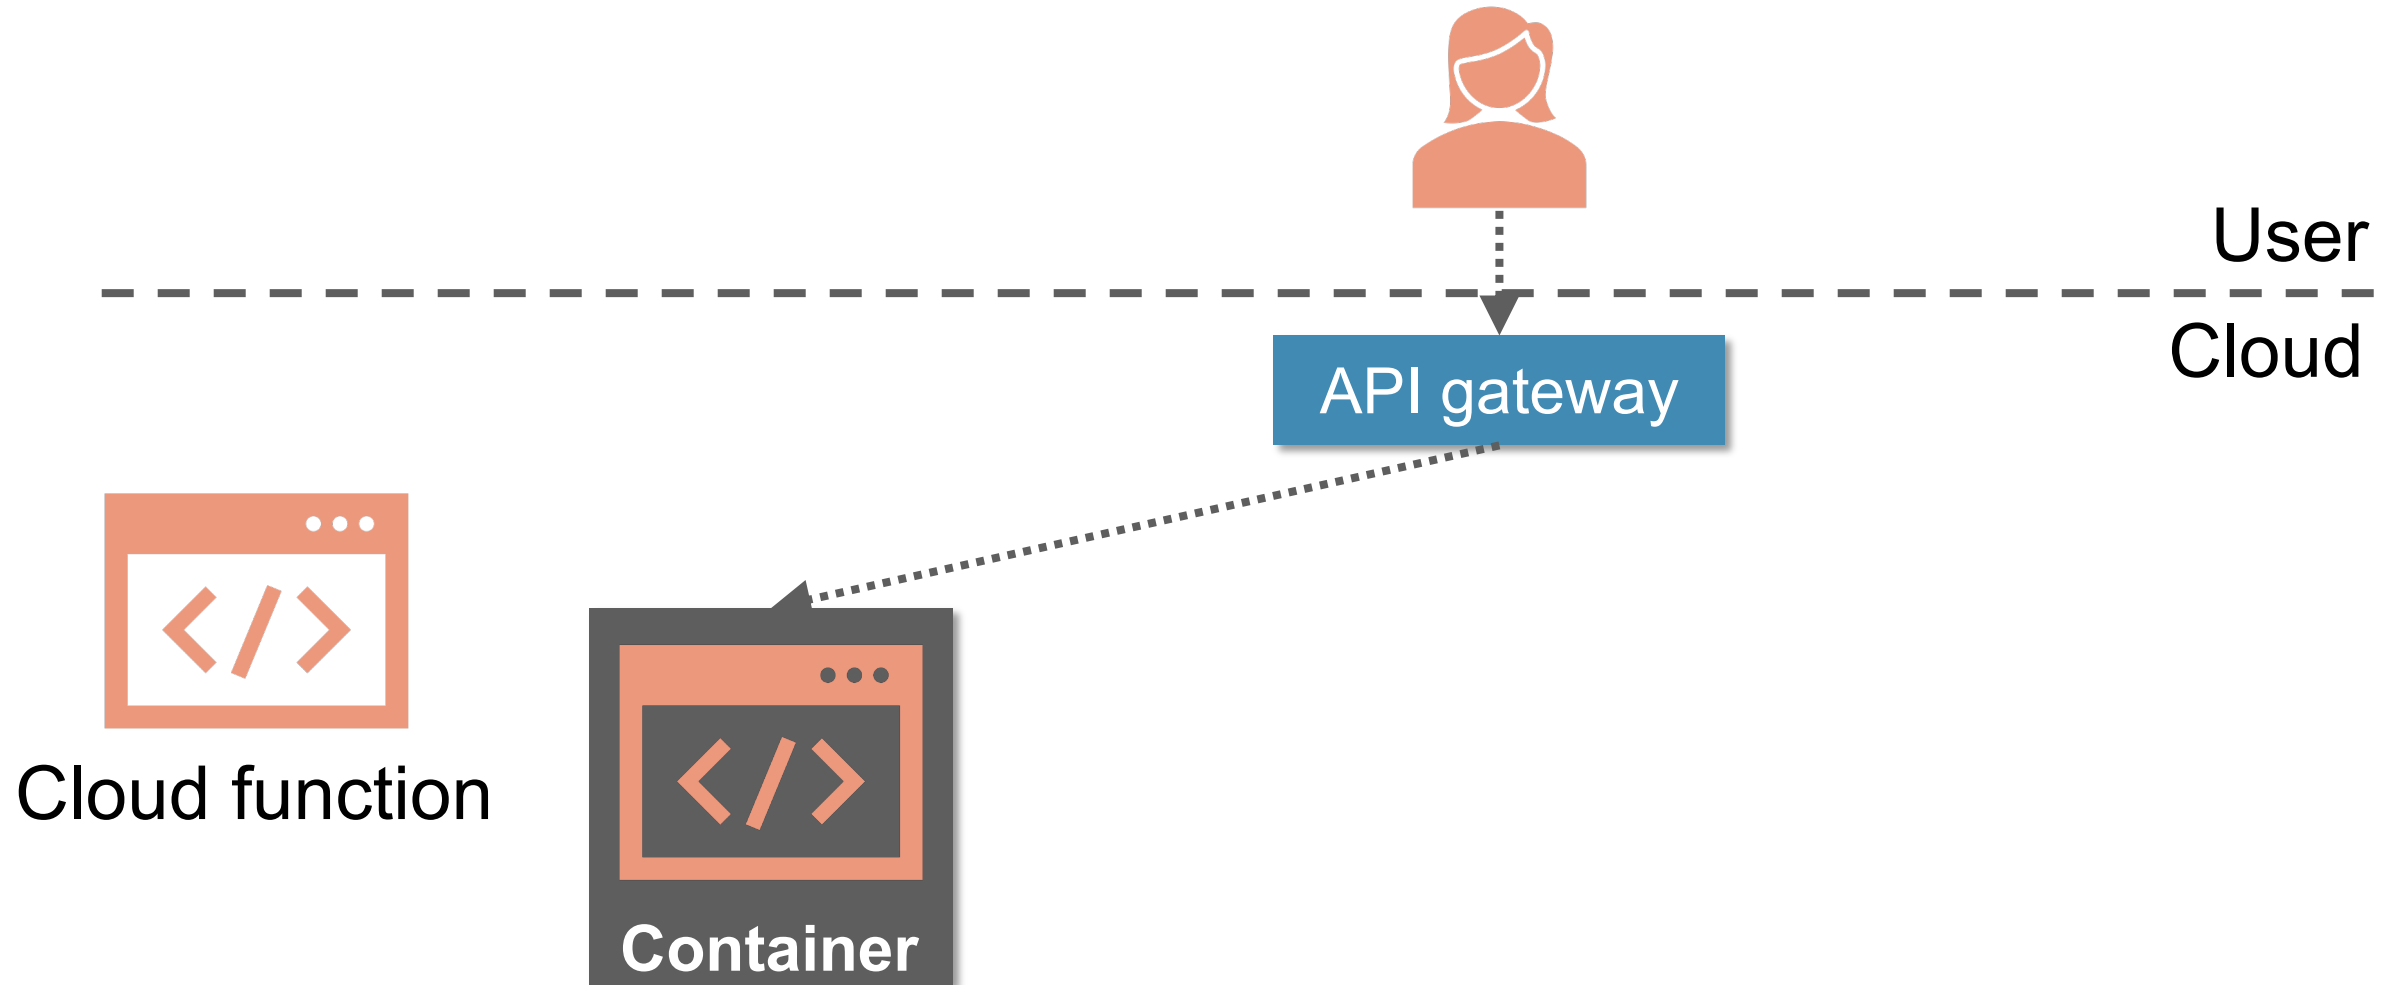 User
Cloud
API gateway
</>
Cloud function
</>
Container